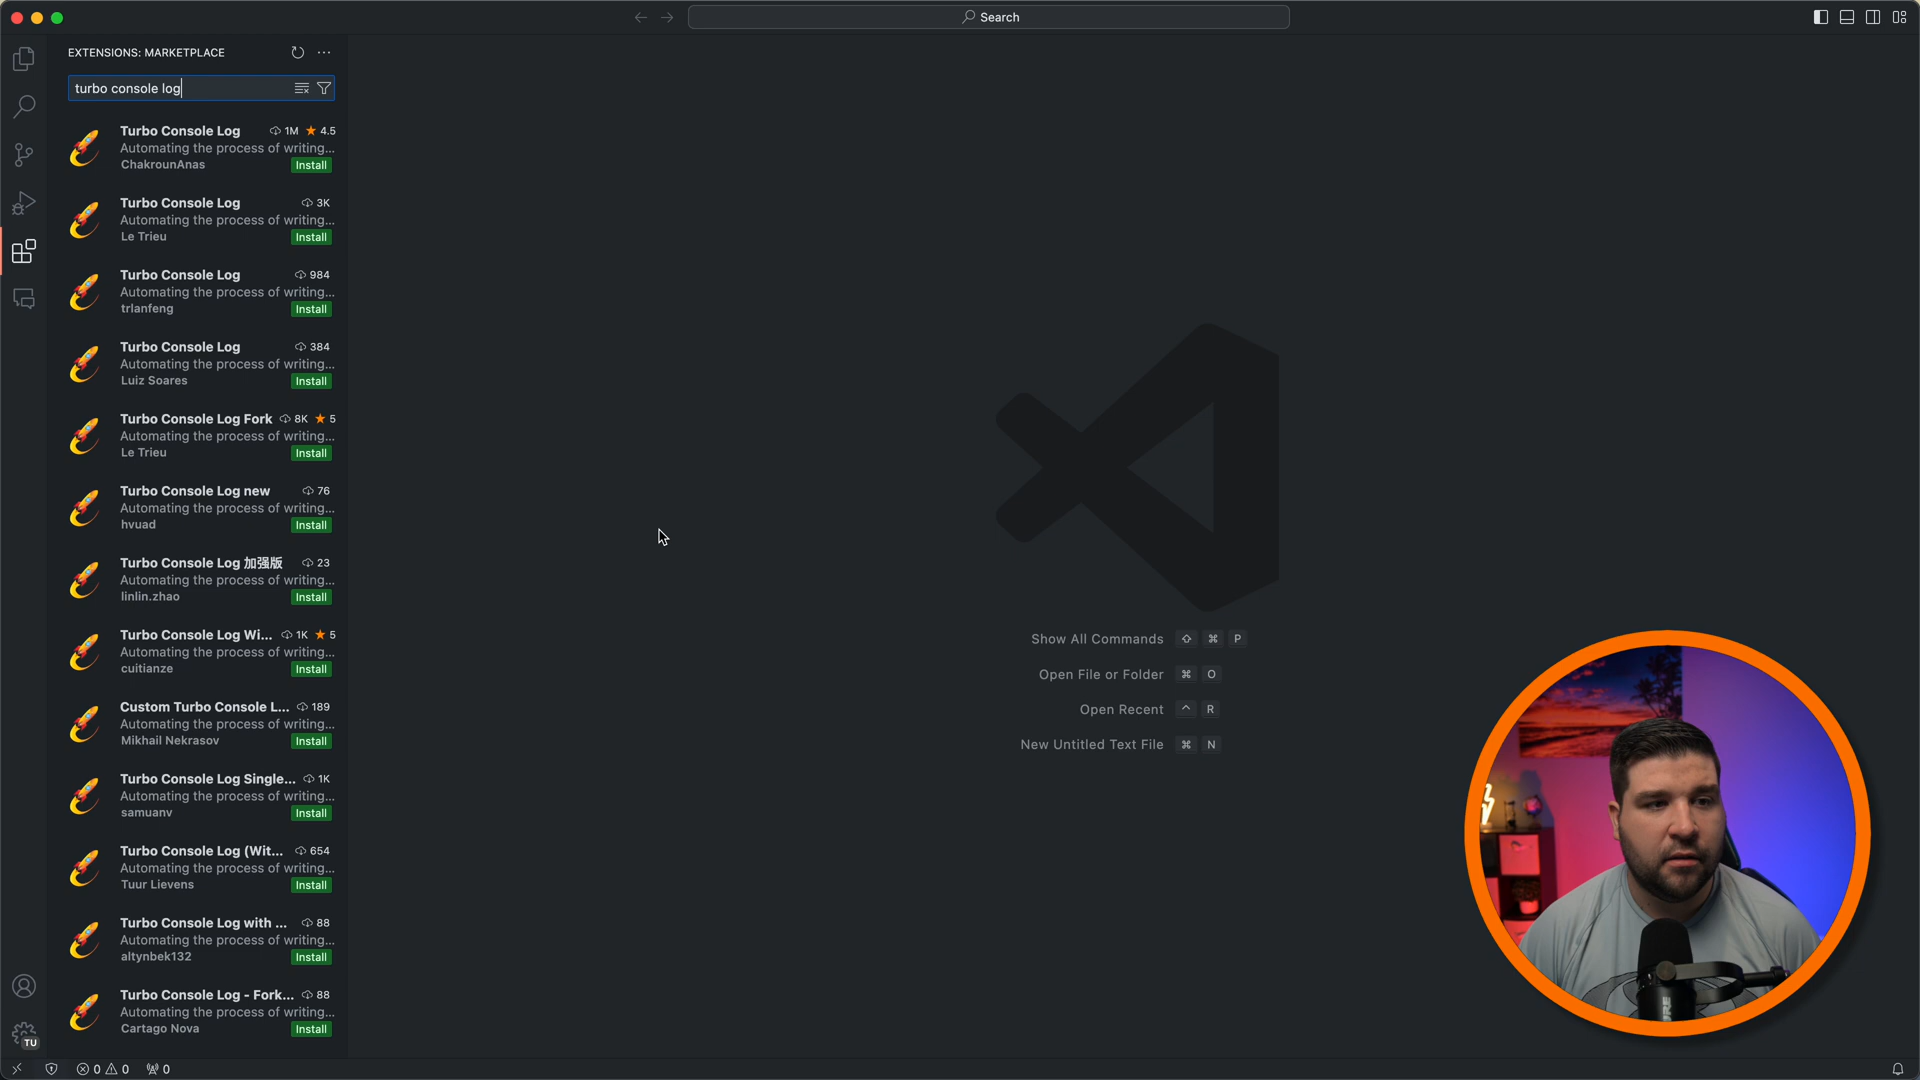 Search
EXTENSIONS: MARKETPLACE
turbo console log
Turbo Console Log 1M ★ 4.5
Automating the process of writing...
ChakrounAnas Install
Turbo Console Log 3K
Automating the process of writing...
Le Trieu Install
Turbo Console Log 984
Automating the process of writing...
trlanfeng Install
Turbo Console Log 384
Automating the process of writing...
Luiz Soares Install
Turbo Console Log Fork 8K ★ 5
Automating the process of writing...
Le Trieu Install
Turbo Console Log new 76
Automating the process of writing...
hvuad Install
Turbo Console Log 加强版 23
Automating the process of writing...
linlin.zhao Install
Turbo Console Log Wi... 1K ★ 5
Automating the process of writing...
cuitianze Install
Custom Turbo Console L... 189
Automating the process of writing...
Mikhail Nekrasov Install
Turbo Console Log Single... 1K
Automating the process of writing...
samuanv Install
Turbo Console Log (Wit... 654
Automating the process of writing...
Tuur Lievens Install
Turbo Console Log with ... 88
Automating the process of writing...
altynbek132 Install
Turbo Console Log - Fork... 88
Automating the process of writing...
Cartago Nova Install
Show All Commands ⇧ ⌘ P
Open File or Folder ⌘ O
Open Recent ^ R
New Untitled Text File ⌘ N
TU
0 0 0